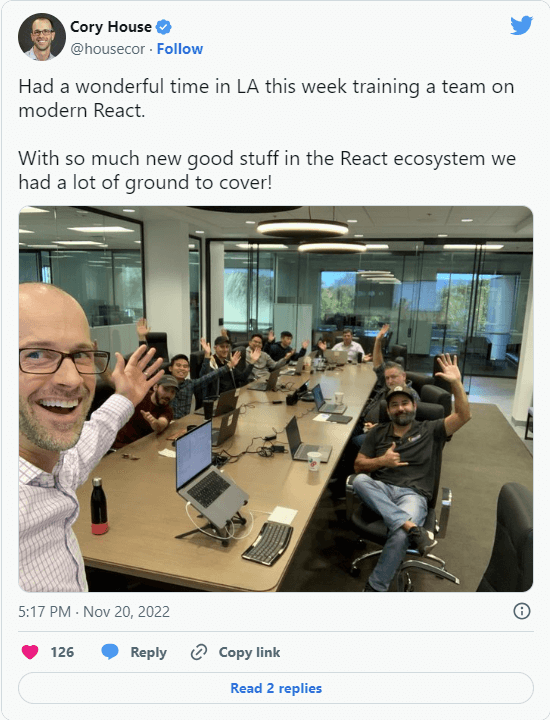 Cory House
@housecor · Follow
Had a wonderful time in LA this week training a team on
modern React.
With so much new good stuff in the React ecosystem we
had a lot of ground to cover!
5:17 PM · Nov 20, 2022
126 Reply Copy link
Read 2 replies